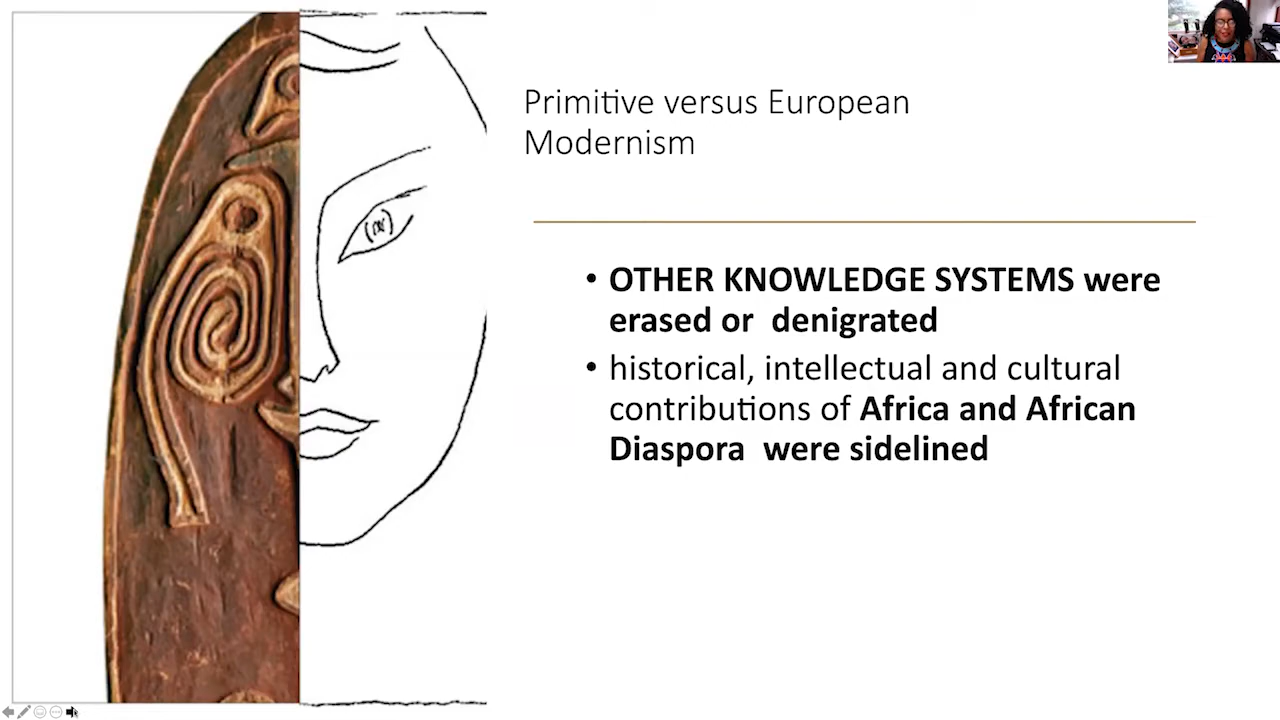 Primitive versus European
Modernism
• OTHER KNOWLEDGE SYSTEMS were
erased or denigrated
• historical, intellectual and cultural
contributions of Africa and African
Diaspora were sidelined